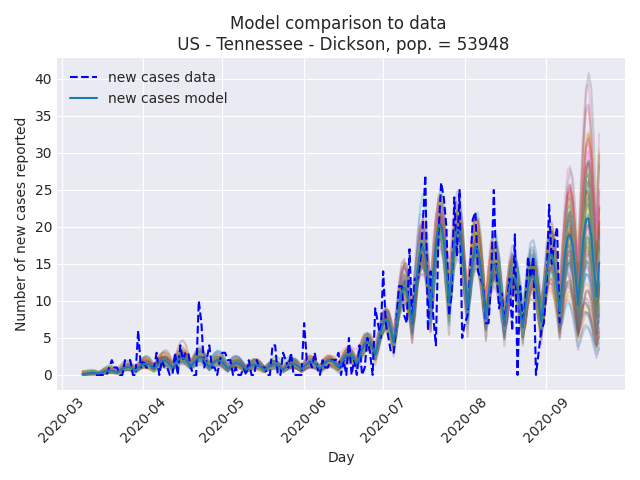 Model comparison to data
US - Tennessee - Dickson, pop. = 53948
new cases data
new cases model
Number of new cases reported
40
35
30
25
20
15
10
5
0
2020-03
2020-04
2020-05
2020-06
2020-07
2020-08
2020-09
Day